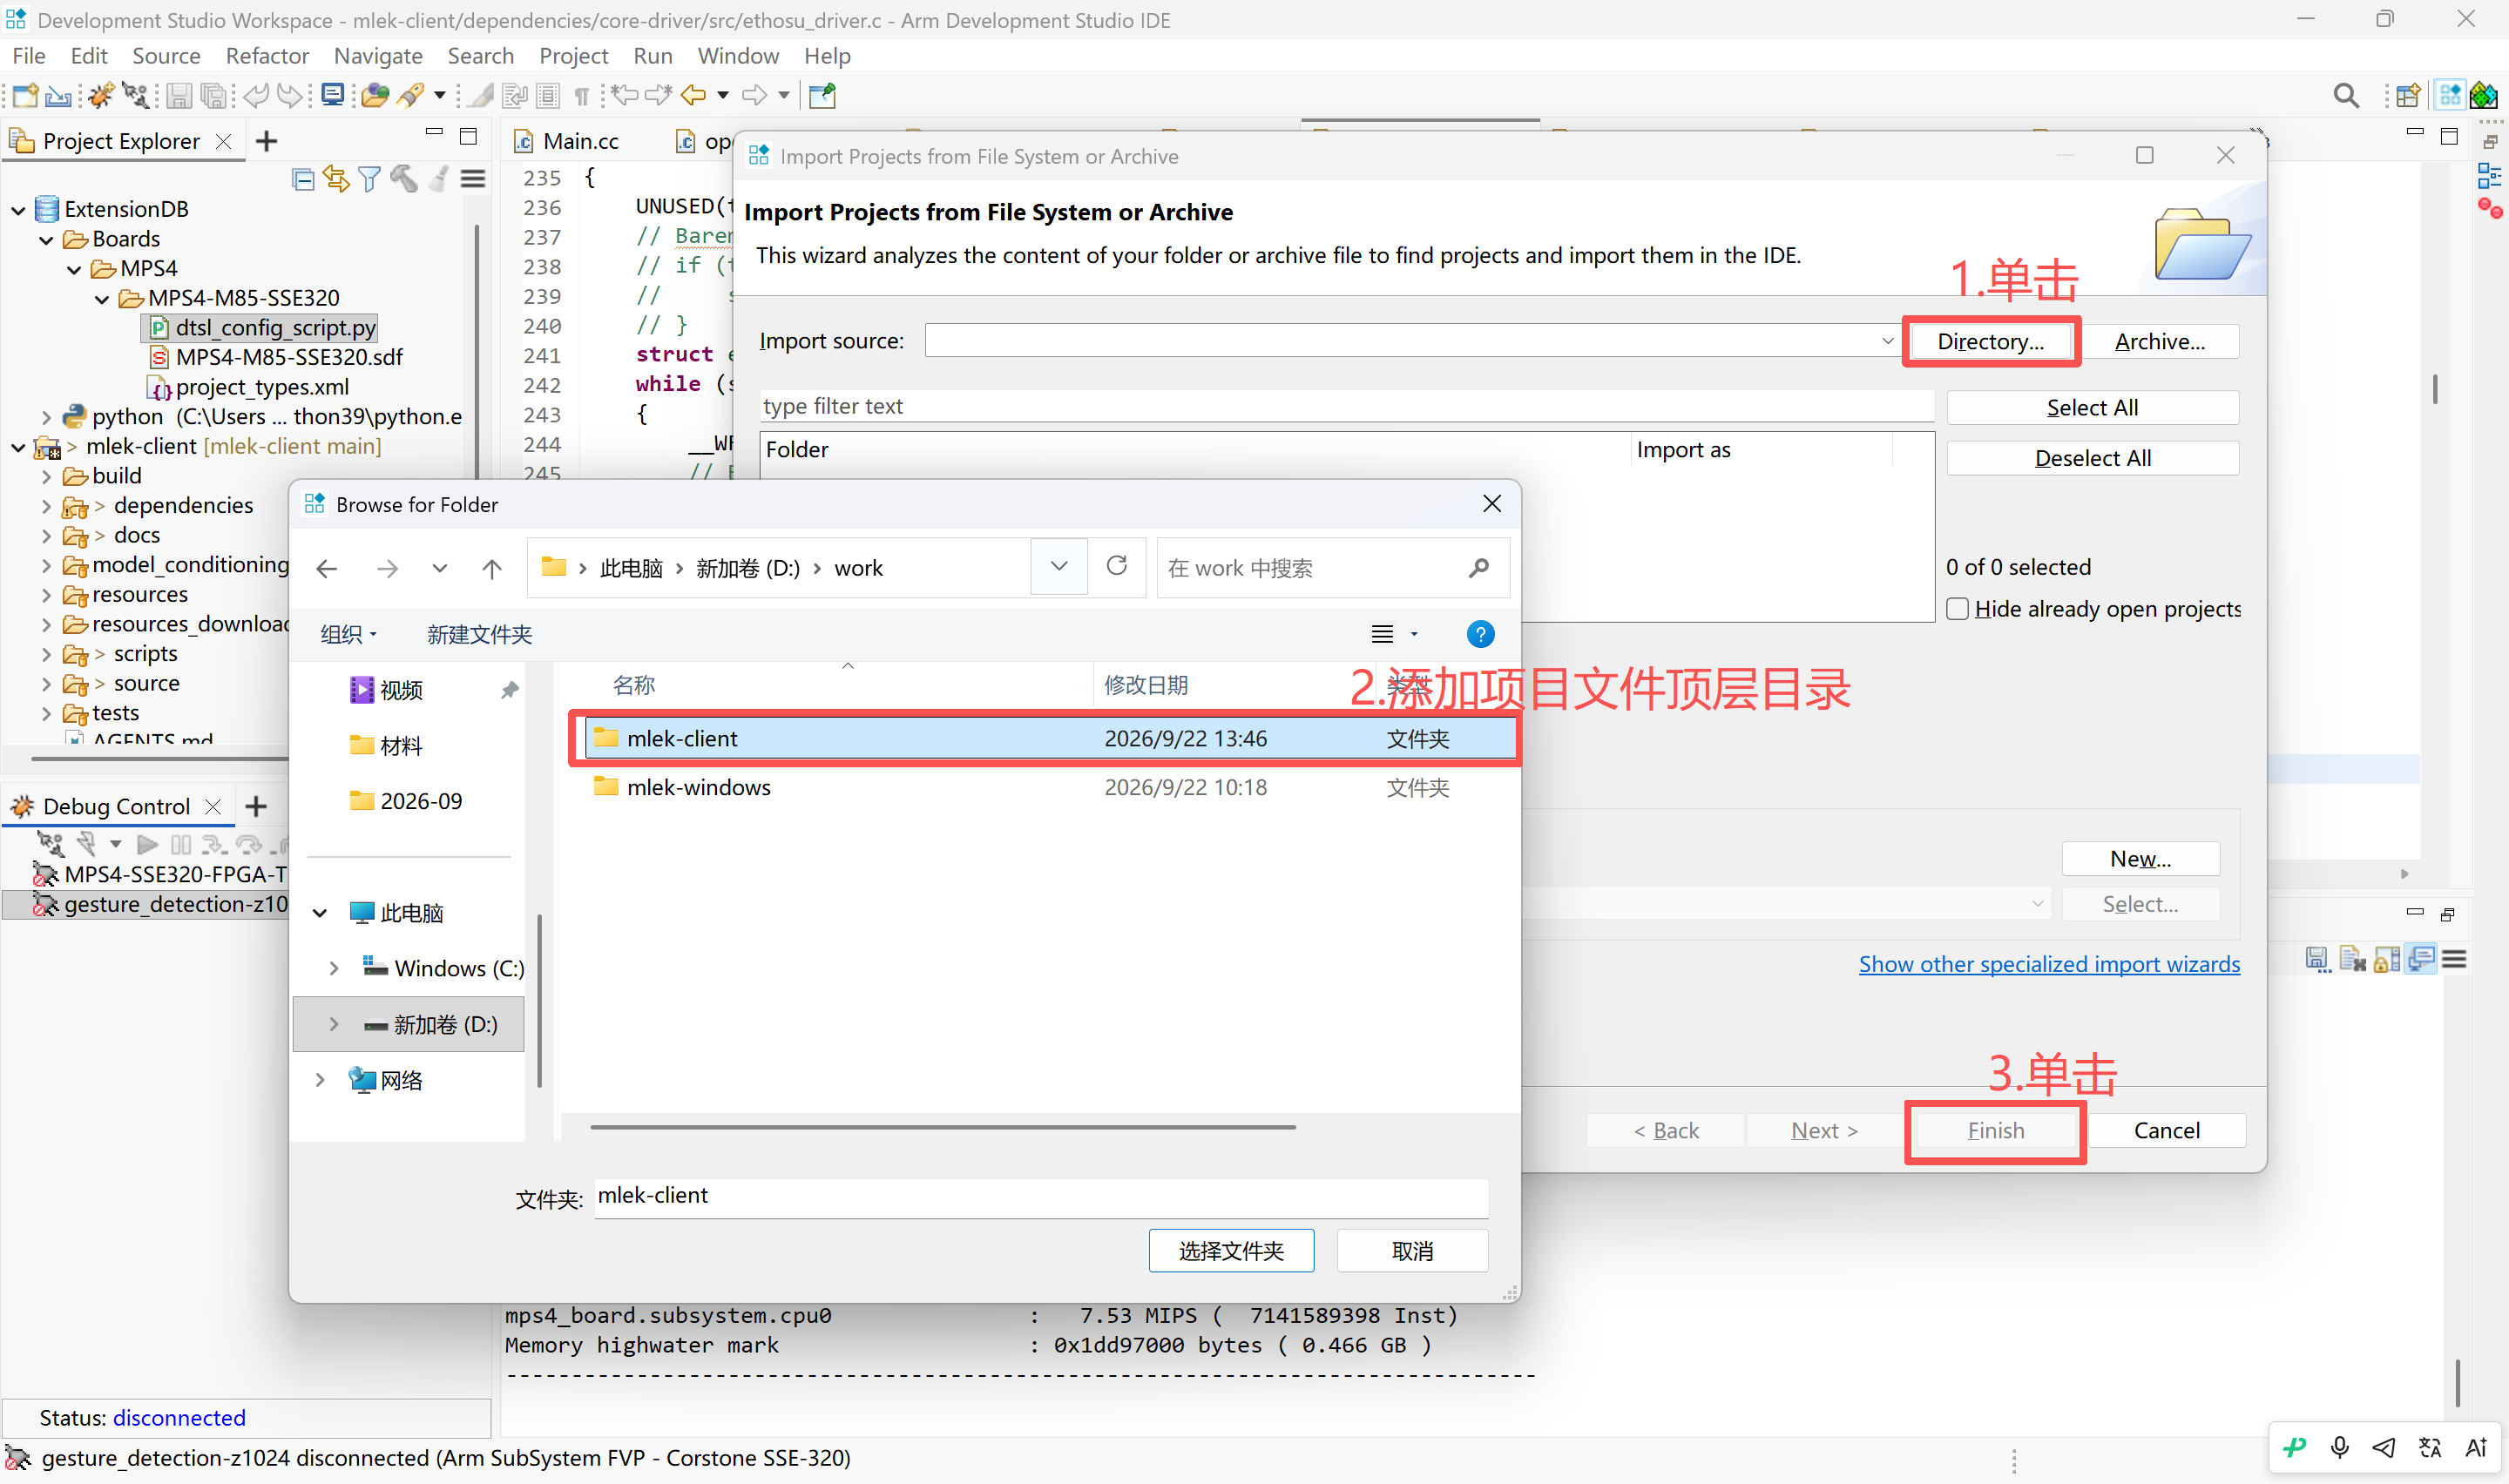 Development Studio Workspace - mlek-client/dependencies/core-driver/src/ethosu_driver.c - Arm Development Studio IDE
File Edit Source Refactor Navigate Search Project Run Window Help
Project Explorer
Main.cc
ExtensionDB
Boards
MPS4
MPS4-M85-SSE320
dtsl_config_script.py
MPS4-M85-SSE320.sdf
project_types.xml
python (C:\Users ... thon39\python.e
> mlek-client [mlek-client main]
build
> dependencies
> docs
model_conditioning
resources
> scripts
> source
tests
AGENTS.md
235 {
236 UNUSED(
237 //
238 // if (
239 //
240 // }
241 struct
242 while (
243 {
244
245 //
Import Projects from File System or Archive
Import Projects from File System or Archive
This wizard analyzes the content of your folder or archive file to find projects and import them in the IDE.
1.单击
Import source:
Directory...
Archive...
type filter text
Select All
Folder
Import as
Deselect All
0 of 0 selected
Hide already open projects
New...
Select...
Show other specialized import wizards
3.单击
< Back
Next >
Finish
Cancel
Browse for Folder
此电脑 > 新加卷 (D:) > work
在 work 中搜索
组织
新建文件夹
名称
修改日期
2.添加项目文件顶层目录
mlek-client 2026/9/22 13:46 文件夹
mlek-windows 2026/9/22 10:18 文件夹
视频
材料
2026-09
此电脑
Windows (C:)
新加卷 (D:)
网络
文件夹: mlek-client
选择文件夹
取消
Debug Control
MPS4-SSE320-FPGA-T
gesture_detection-z10
mps4_board.subsystem.cpu0 : 7.53 MIPS ( 7141589398 Inst)
Memory highwater mark : 0x1dd97000 bytes ( 0.466 GB )
-------------------------------------------------------------------------------
Status: disconnected
gesture_detection-z1024 disconnected (Arm SubSystem FVP - Corstone SSE-320)